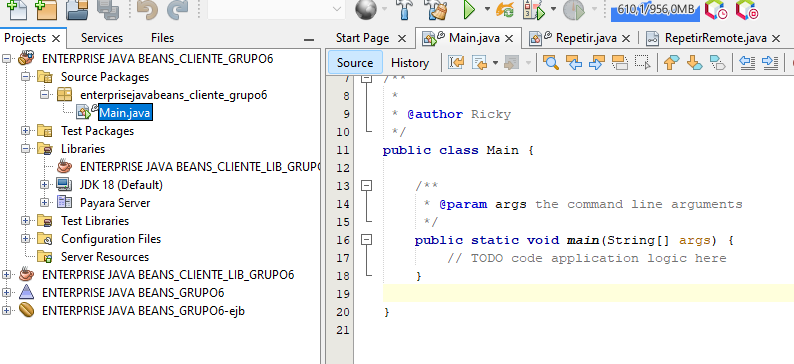 610,1/956,0MB
Projects
Services
Files
ENTERPRISE JAVA BEANS_CLIENTE_GRUPO6
Source Packages
enterprisejavabeans_cliente_grupo6
Main.java
Test Packages
Libraries
ENTERPRISE JAVA BEANS_CLIENTE_LIB_GRUPO
JDK 18 (Default)
Payara Server
Test Libraries
Configuration Files
Server Resources
ENTERPRISE JAVA BEANS_CLIENTE_LIB_GRUPO6
ENTERPRISE JAVA BEANS_GRUPO6
ENTERPRISE JAVA BEANS_GRUPO6-ejb
Start Page
Main.java
Repetir.java
RepetirRemote.java
Source
History
7 /**
8 *
9 * @author Ricky
10 */
11 public class Main {
12
13 /**
14 * @param args the command line arguments
15 */
16 public static void main(String[] args) {
17 // TODO code application logic here
18 }
19
20 }
21